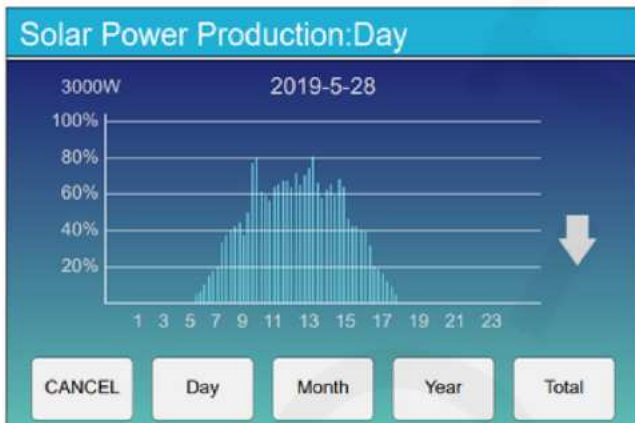 Solar Power Production:Day
3000W 2019-5-28
100%
80%
60%
40%
20%
1 3 5 7 9 11 13 15 17 19 21 23
CANCEL Day Month Year Total